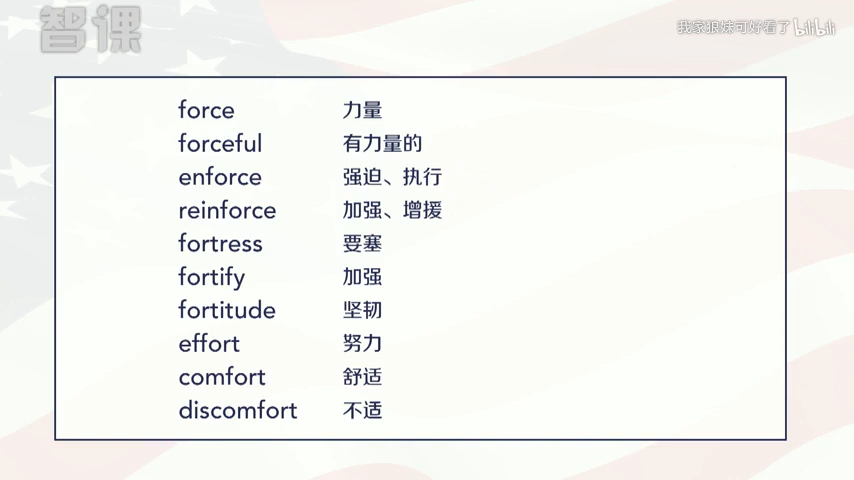 智课
我家狼妹可好看了 bilibili
force 力量
forceful 有力量的
enforce 强迫、执行
reinforce 加强、增援
fortress 要塞
fortify 加强
fortitude 坚韧
effort 努力
comfort 舒适
discomfort 不适